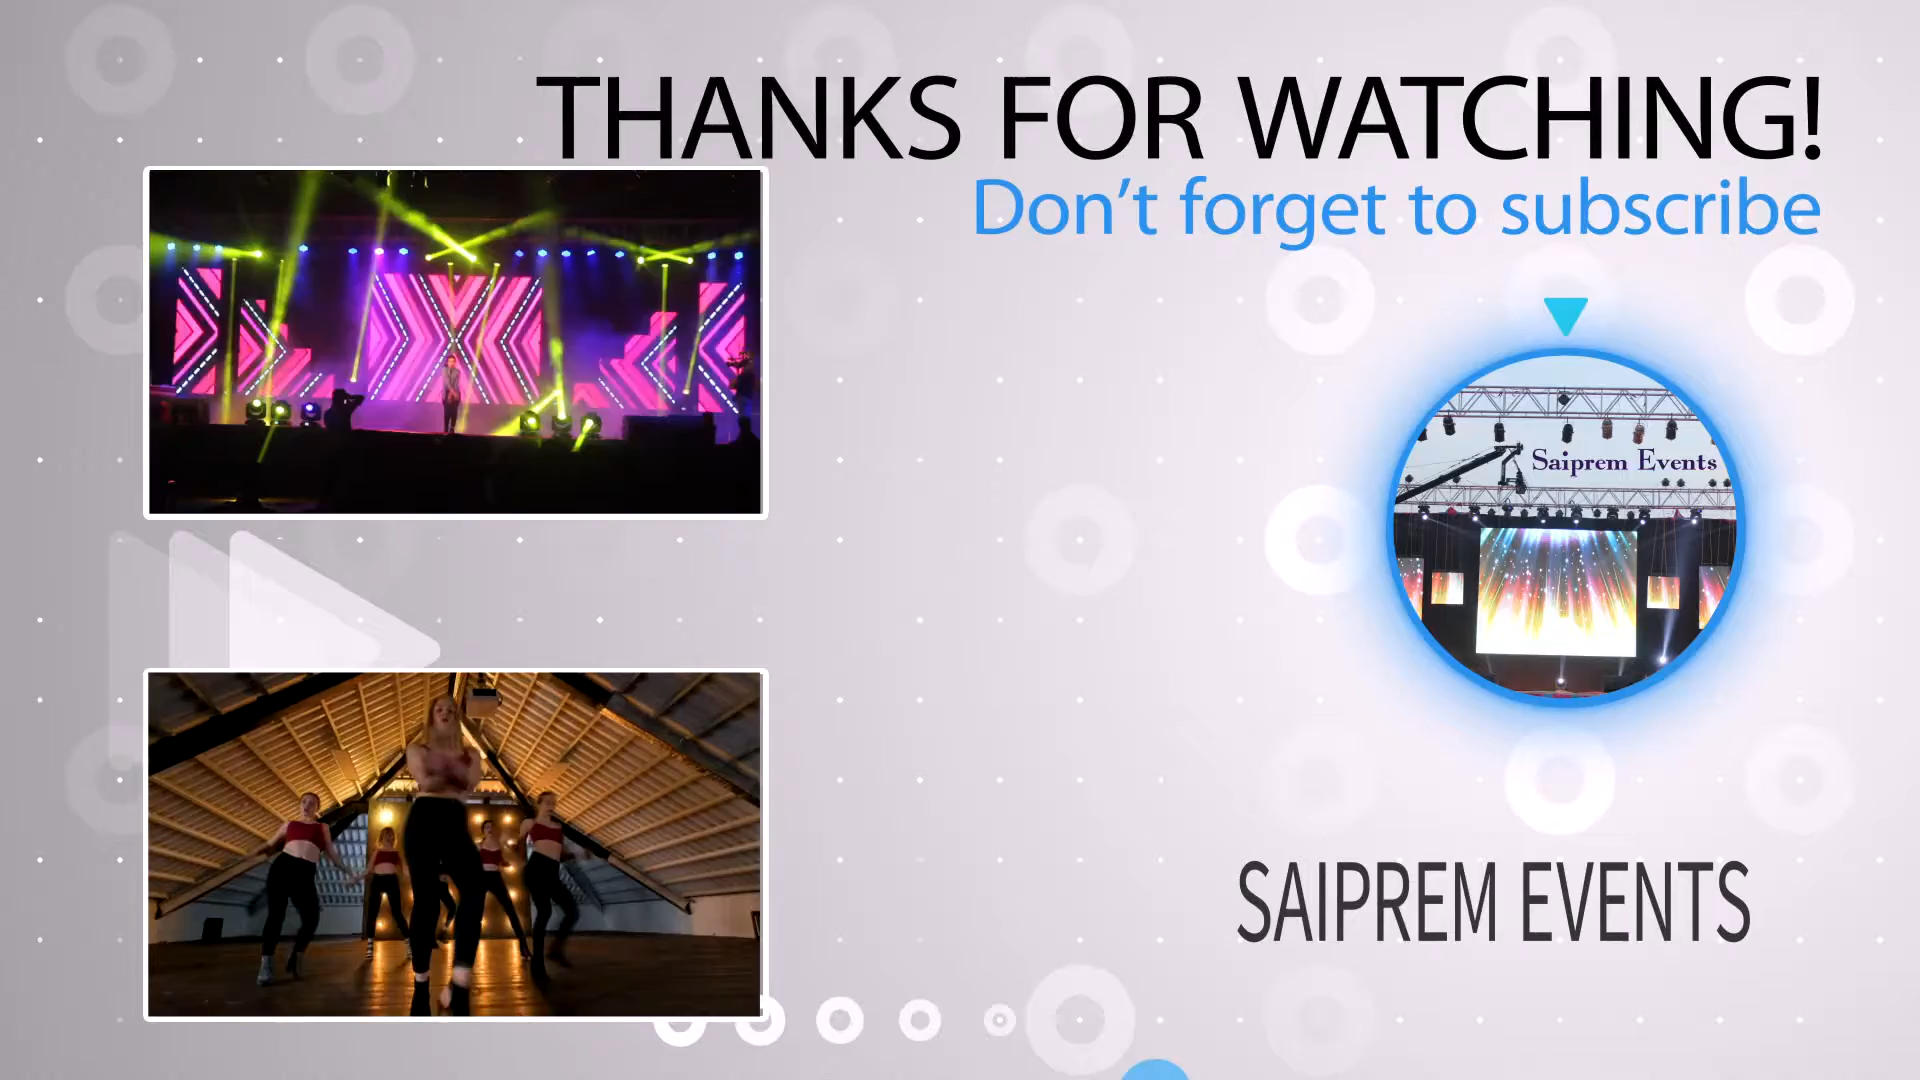 THANKS FOR WATCHING!
Don't forget to subscribe
Saiprem Events
SAIPREM EVENTS